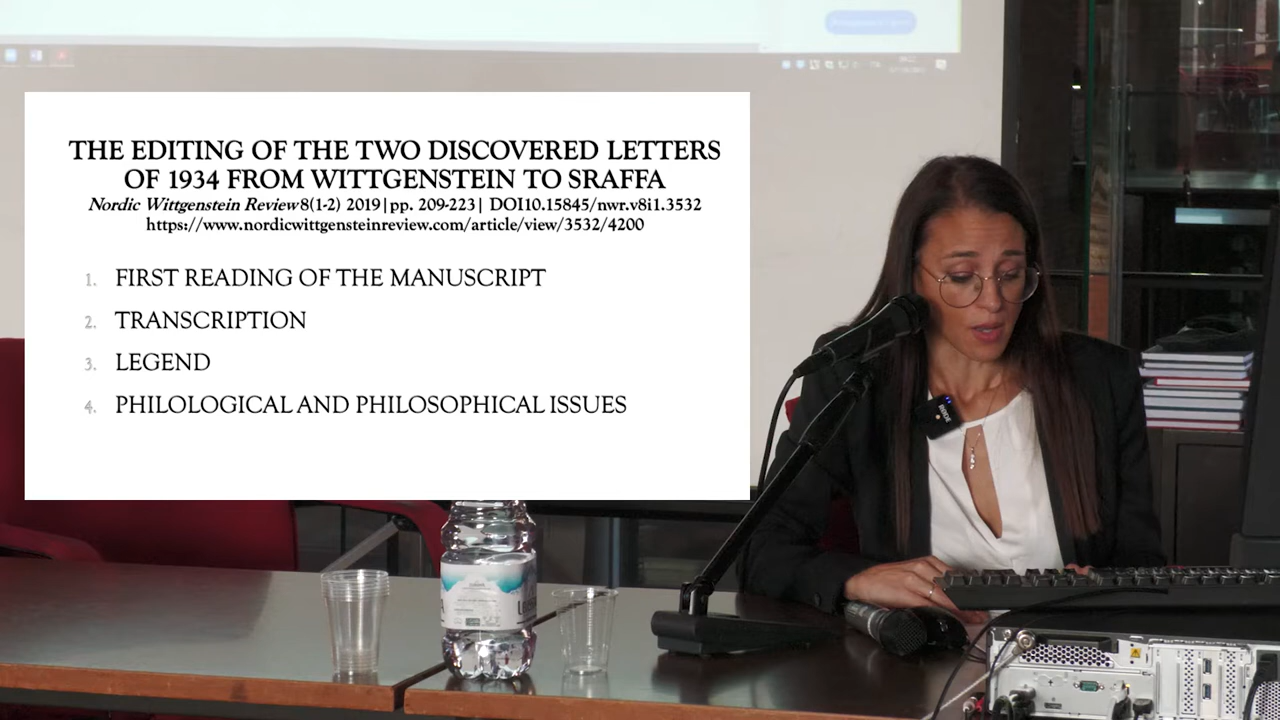 THE EDITING OF THE TWO DISCOVERED LETTERS
OF 1934 FROM WITTGENSTEIN TO SRAFFA
Nordic Wittgenstein Review 8(1-2) 2019|pp. 209-223| DOI10.15845/nwr.v8i1.3532
https://www.nordicwittgensteinreview.com/article/view/3532/4200
1. FIRST READING OF THE MANUSCRIPT
2. TRANSCRIPTION
3. LEGEND
4. PHILOLOGICAL AND PHILOSOPHICAL ISSUES
RØDE